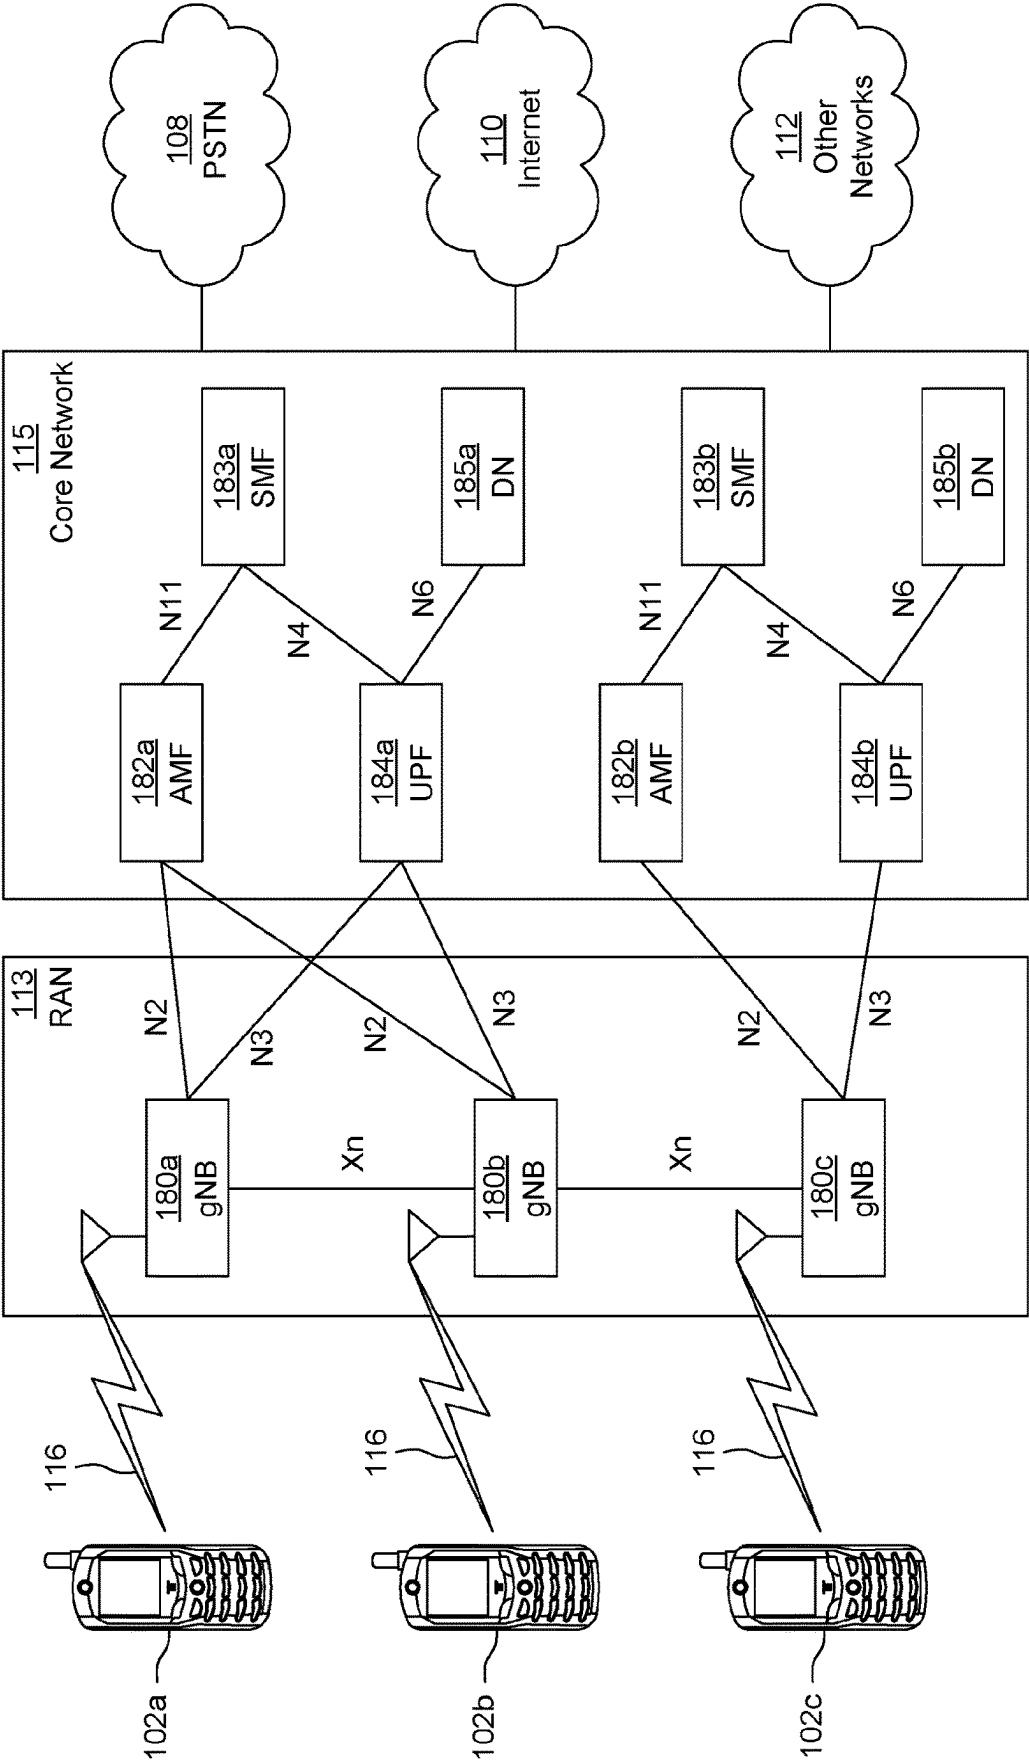 108
PSTN
110
Internet
112
Other
Networks
115
Core Network
183a
SMF
185a
DN
183b
SMF
185b
DN
N11
N4
N6
N11
N4
N6
182a
AMF
184a
UPF
182b
AMF
184b
UPF
113
RAN
N2
N3
N2
N3
N2
N3
180a
gNB
Xn
180b
gNB
Xn
180c
gNB
116
116
116
102a
102b
102c